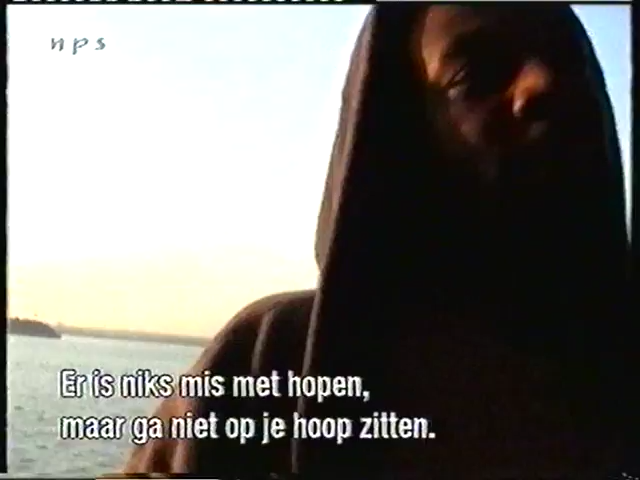 nps
Er is niks mis met hopen,
maar ga niet op je hoop zitten.